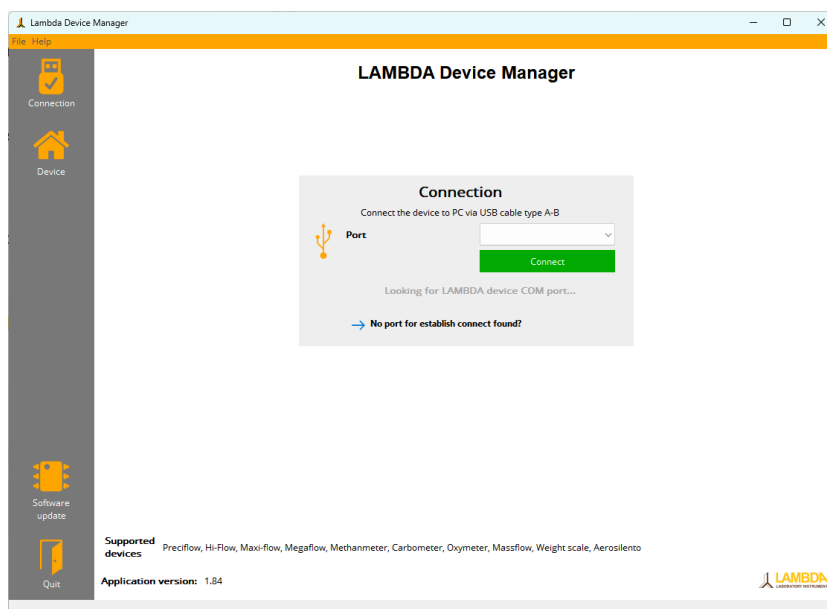 Lambda Device Manager
File Help
LAMBDA Device Manager
Connection
Device
Connection
Connect the device to PC via USB cable type A-B
Port
Connect
Looking for LAMBDA device COM port...
No port for establish connect found?
Software
update
Quit
Supported
devices
Preciflow, Hi-Flow, Maxi-flow, Megaflow, Methanmeter, Carbometer, Oxymeter, Massflow, Weight scale, Aerosilento
Application version: 1.84
LAMBDA
LABORATORY INSTRUMENTS